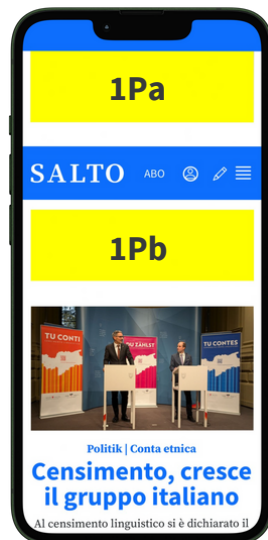 1Pa
SALTO ABO
1Pb
TU CONTI
DU ZÄHLST
TU CONTES
Politik | Conta etnica
Censimento, cresce
il gruppo italiano
Al censimento linguistico si è dichiarato il